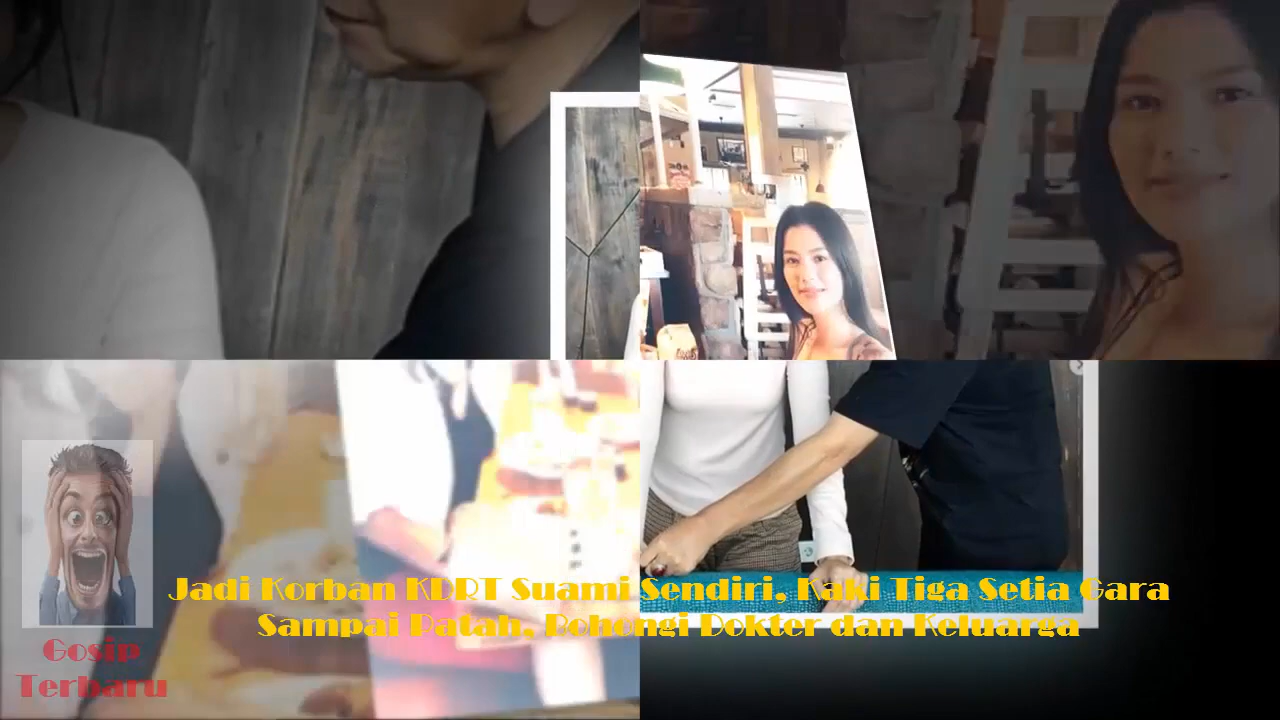 Jadi Korban KDRT Suami Sendiri, Kaki Tiga Setia Gara
Sampai Patah, Bohongi Dokter dan Keluarga
Gosip
Terbaru